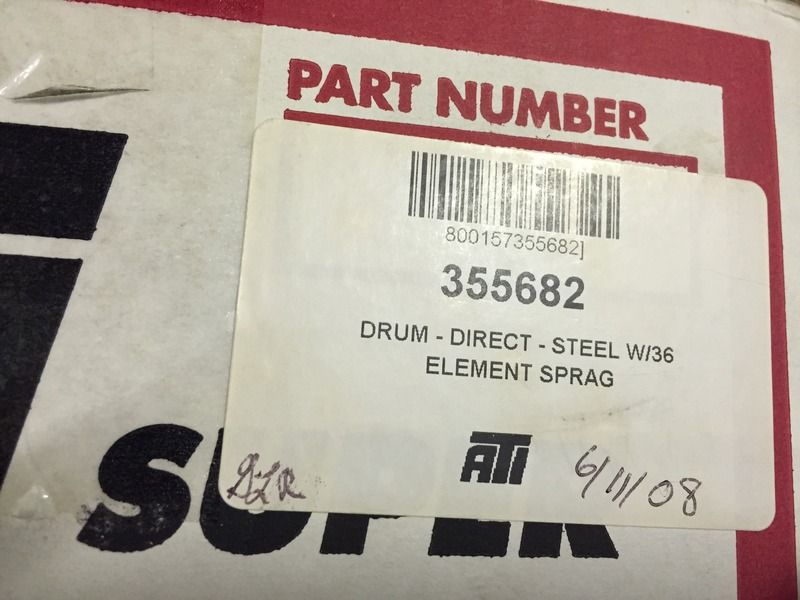 PART NUMBER
800157355682]
355682
DRUM - DIRECT - STEEL W/36
ELEMENT SPRAG
ATI
6/11/08
SUPER